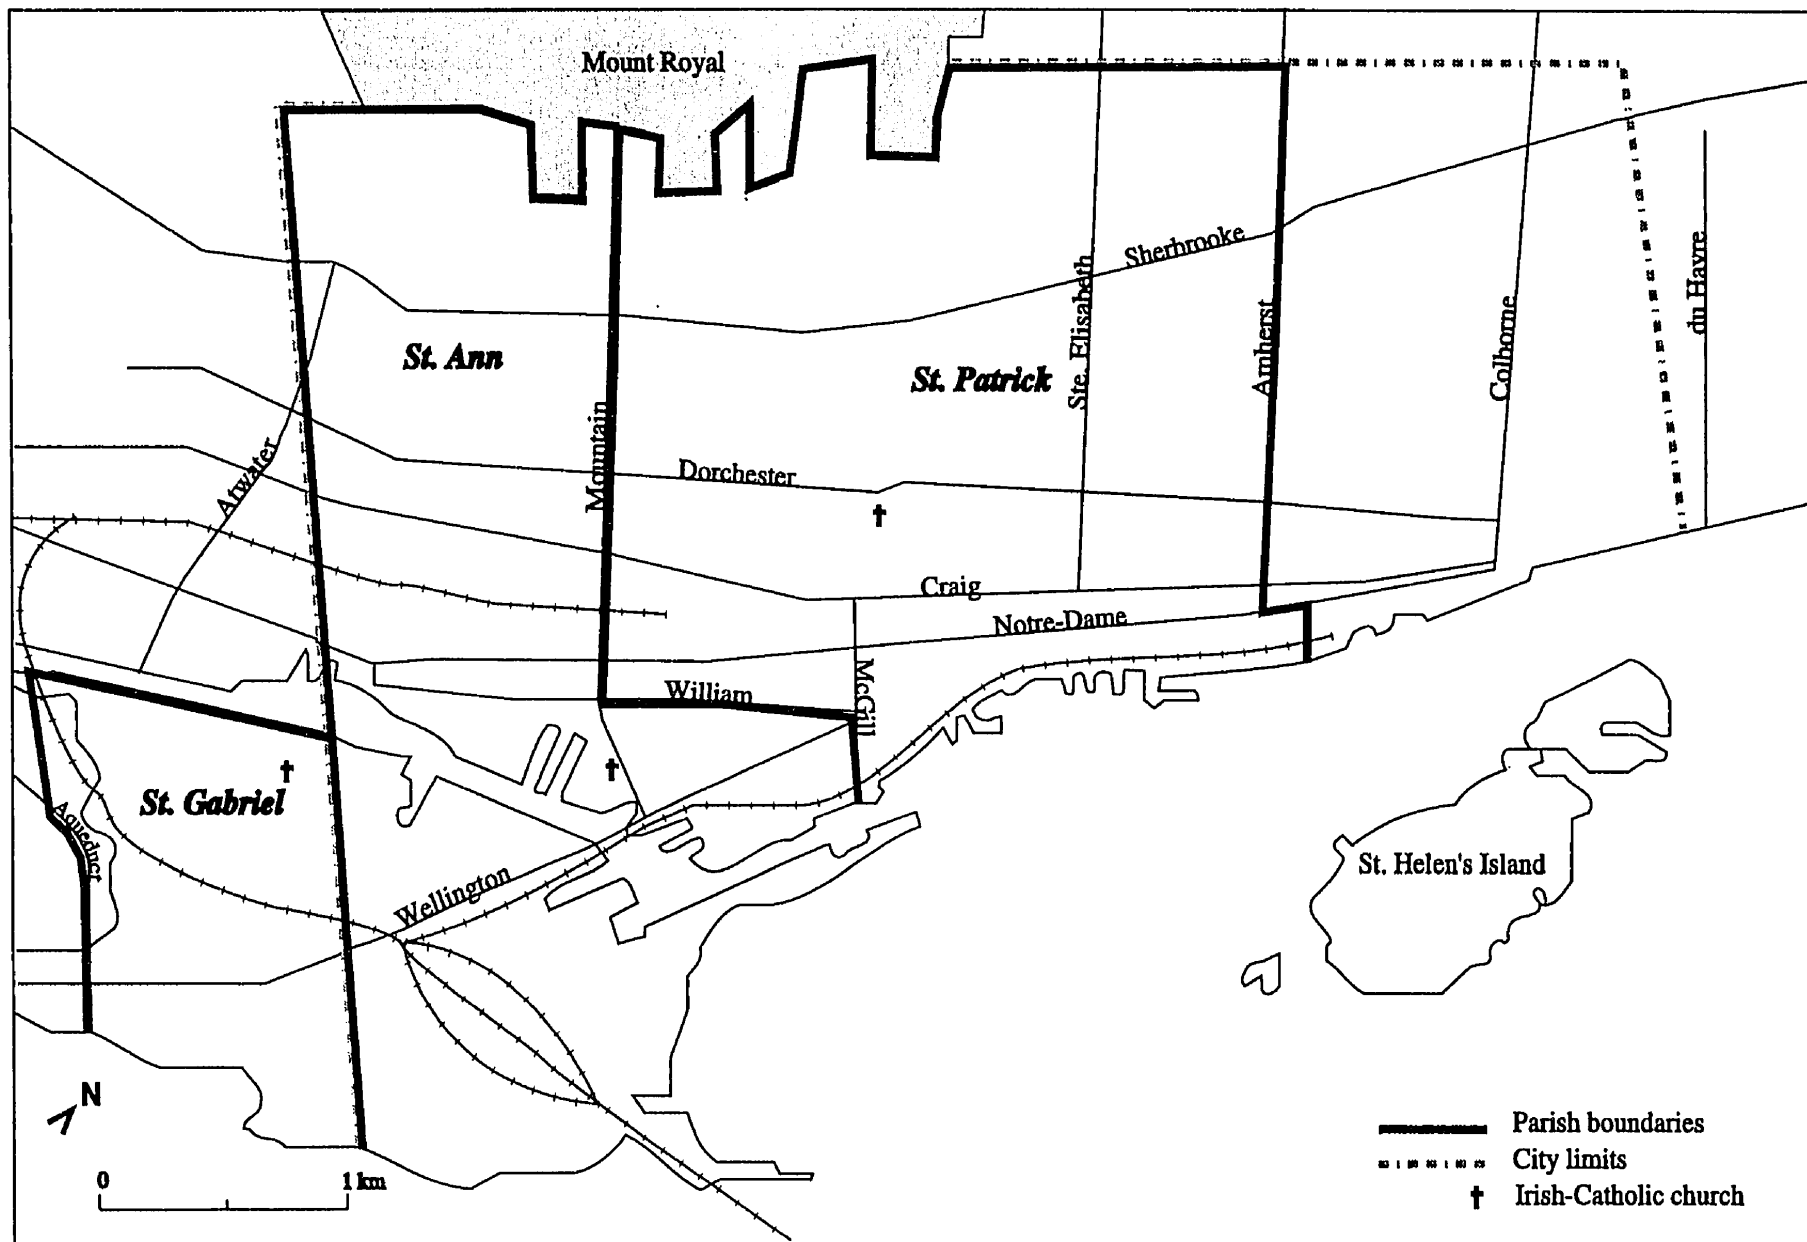 Mount Royal
Sherbrooke
Ste. Elisabeth
du Havre
Amherst
Colborne
St. Ann
St. Patrick
Mountain
Atwater
Dorchester
Craig
Notre-Dame
William
McGill
St. Gabriel
Aqueduct
Wellington
St. Helen's Island
N
0
1 km
Parish boundaries
City limits
Irish-Catholic church